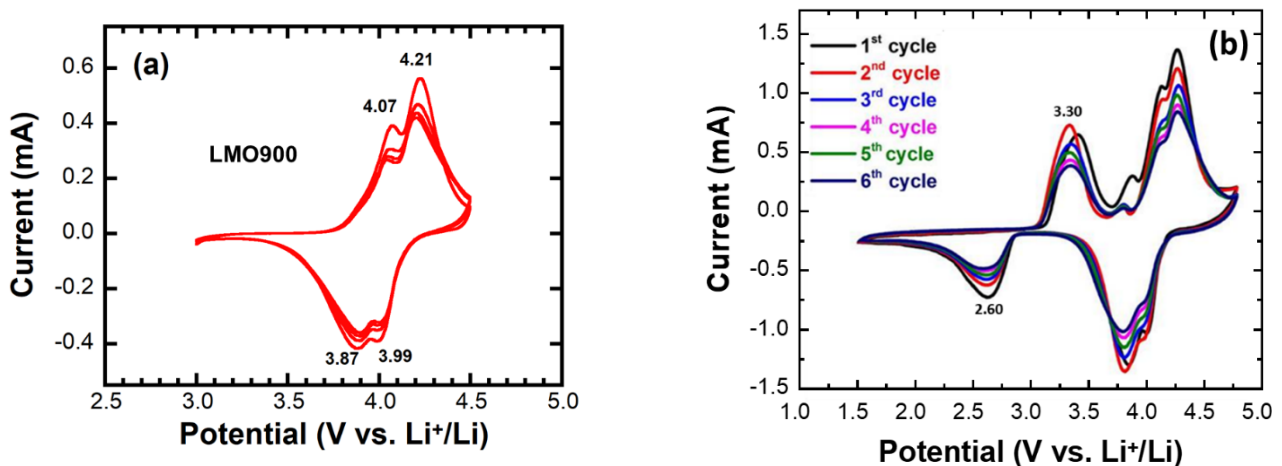 (a)
4.21
4.07
LMO900
3.87
3.99
0.6
0.4
0.2
0.0
-0.2
-0.4
Current (mA)
2.5 3.0 3.5 4.0 4.5 5.0
Potential (V vs. Li⁺/Li)
(b)
1st cycle
2nd cycle
3rd cycle
4th cycle
5th cycle
6th cycle
3.30
2.60
1.5
1.0
0.5
0.0
-0.5
-1.0
-1.5
Current (mA)
1.0 1.5 2.0 2.5 3.0 3.5 4.0 4.5 5.0
Potential (V vs. Li⁺/Li)